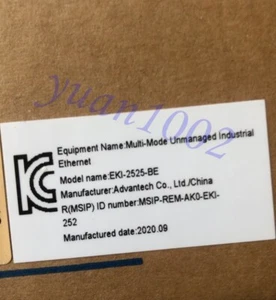 yuan1002
Equipment Name:Multi-Mode Unmanaged Industrial
Ethernet
Model name:EKI-2525-BE
Manufacturer:Advantech Co., Ltd./China
R(MSIP) ID number:MSIP-REM-AK0-EKI-
252
Manufactured date:2020.09